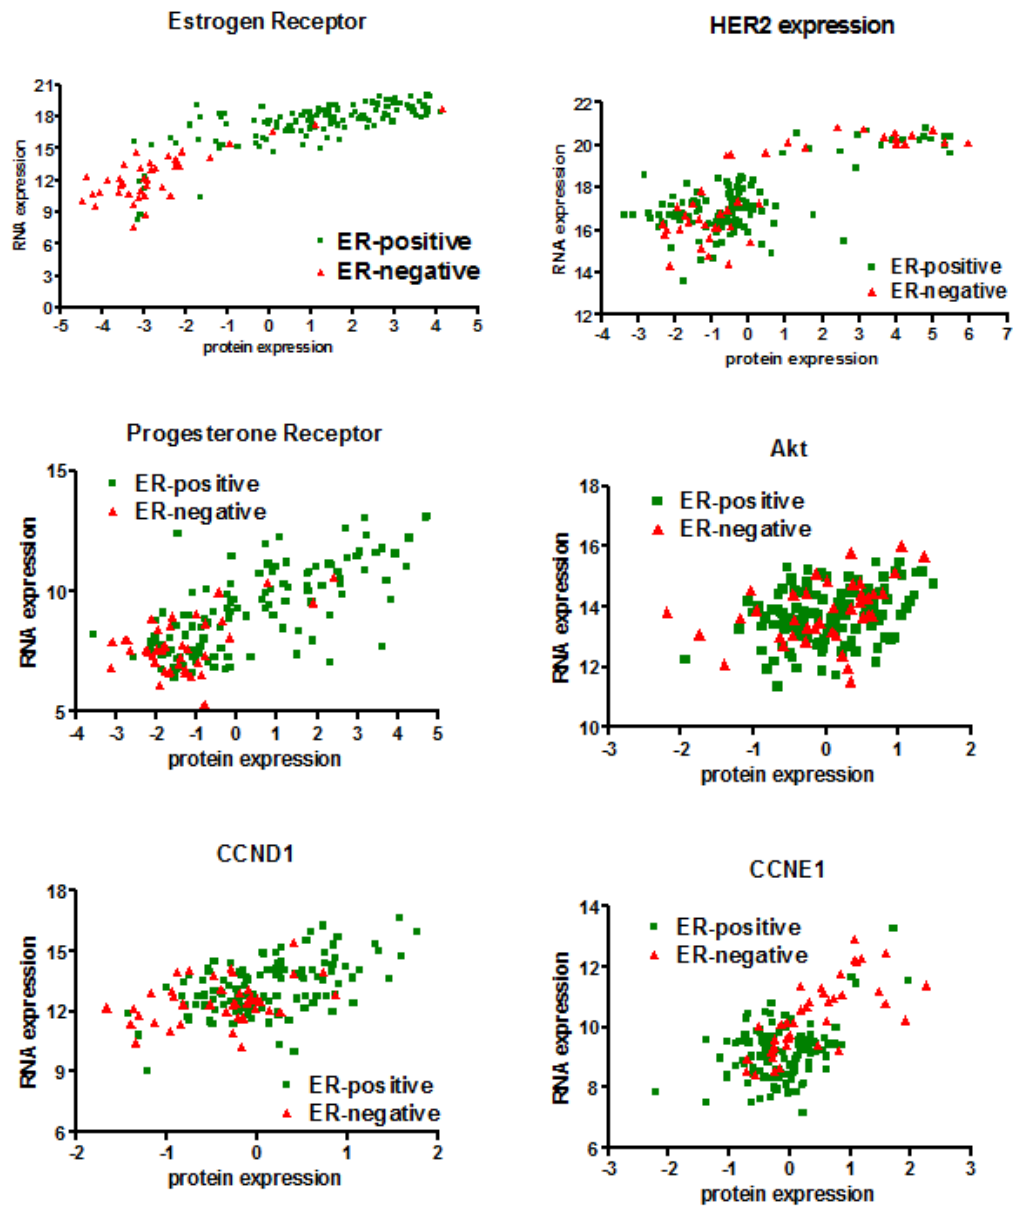 Estrogen Receptor
21
18
15
12
9
6
3
0
RNA expression
ER-positive
ER-negative
-5 -4 -3 -2 -1 0 1 2 3 4 5
protein expression
HER2 expression
22
20
18
16
14
12
RNA expression
ER-positive
ER-negative
-4 -3 -2 -1 0 1 2 3 4 5 6 7
protein expression
Progesterone Receptor
15
10
5
RNA expression
ER-positive
ER-negative
-4 -3 -2 -1 0 1 2 3 4 5
protein expression
Akt
18
16
14
12
10
RNA expression
ER-positive
ER-negative
-3 -2 -1 0 1 2
protein expression
CCND1
18
15
12
9
6
RNA expression
ER-positive
ER-negative
-2 -1 0 1 2
protein expression
CCNE1
14
12
10
8
6
RNA expression
ER-positive
ER-negative
-3 -2 -1 0 1 2 3
protein expression